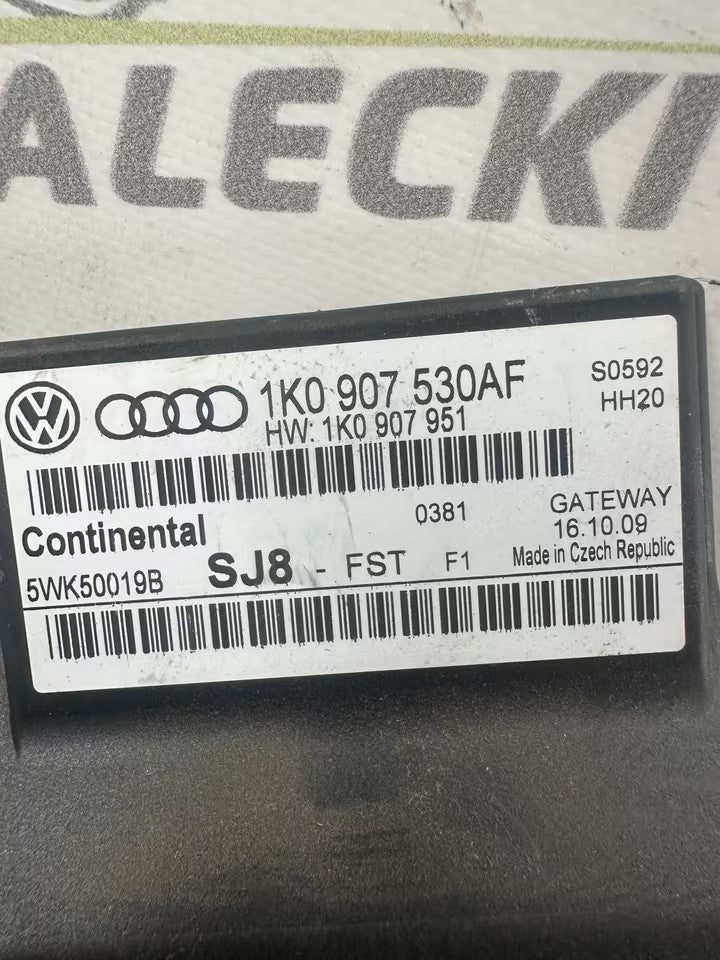 ALECKI
1K0 907 530AF
S0592
HW: 1K0 907 951
HH20
Continental
0381
GATEWAY
16.10.09
5WK50019B
SJ8 - FST
F1
Made in Czech Republic